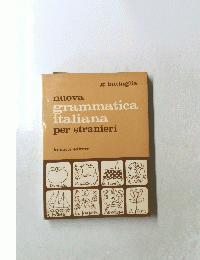 g. battaglia
nuova
grammatica
italiana
per stranieri
bonacci editore